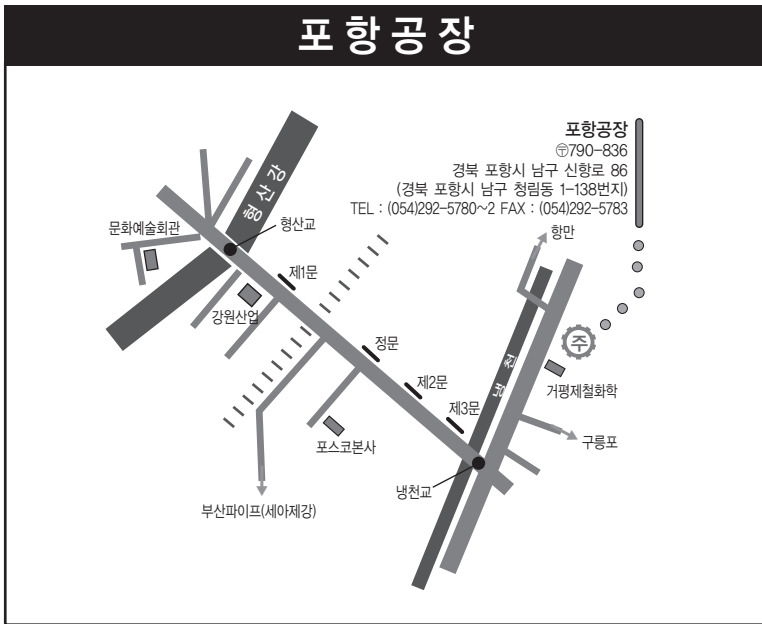 포항공장
포항공장
〶790-836
경북 포항시 남구 신항로 86
(경북 포항시 남구 청림동 1-138번지)
TEL : (054)292-5780~2 FAX : (054)292-5783
형산강
문화예술회관
형산교
항만
제1문
강원산업
정문
주
냉천
거평제철화학
제2문
제3문
포스코본사
구룡포
냉천교
부산파이프(세아제강)